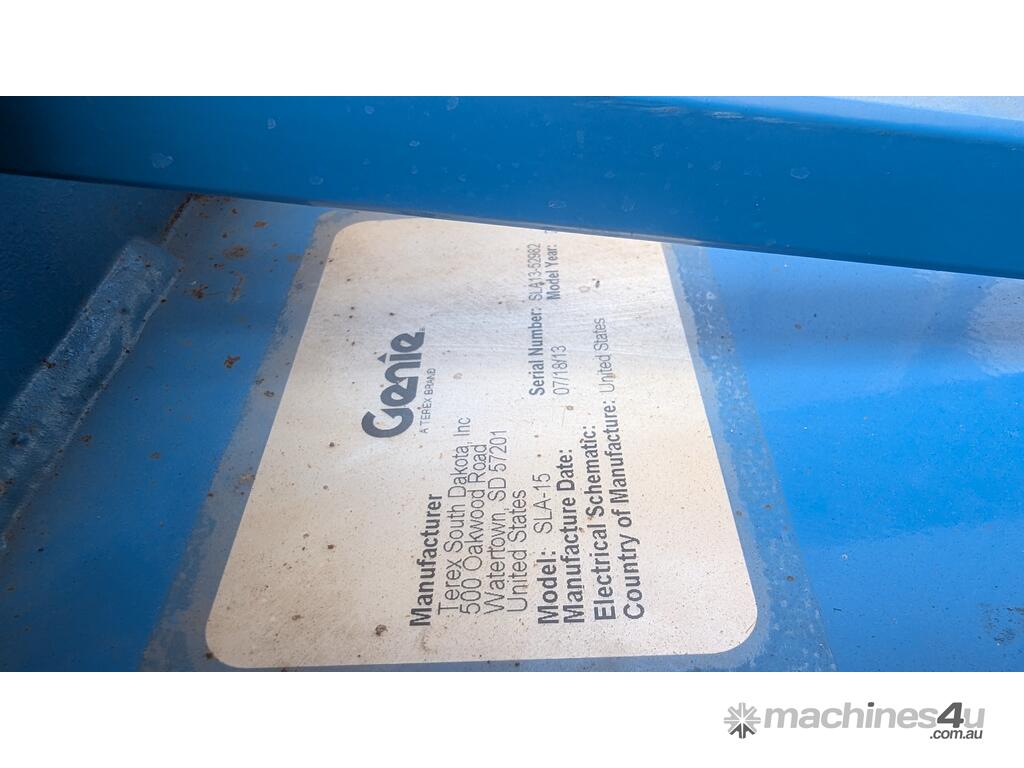 Genie
A TEREX BRAND
Manufacturer
Terex South Dakota, Inc
500 Oakwood Road
Watertown, SD 57201
United States
Model: SLA-15 Serial Number: SLA13-52982
Manufacture Date: 07/18/13 Model Year:
Electrical Schematic:
Country of Manufacture: United States
machines4u
.com.au